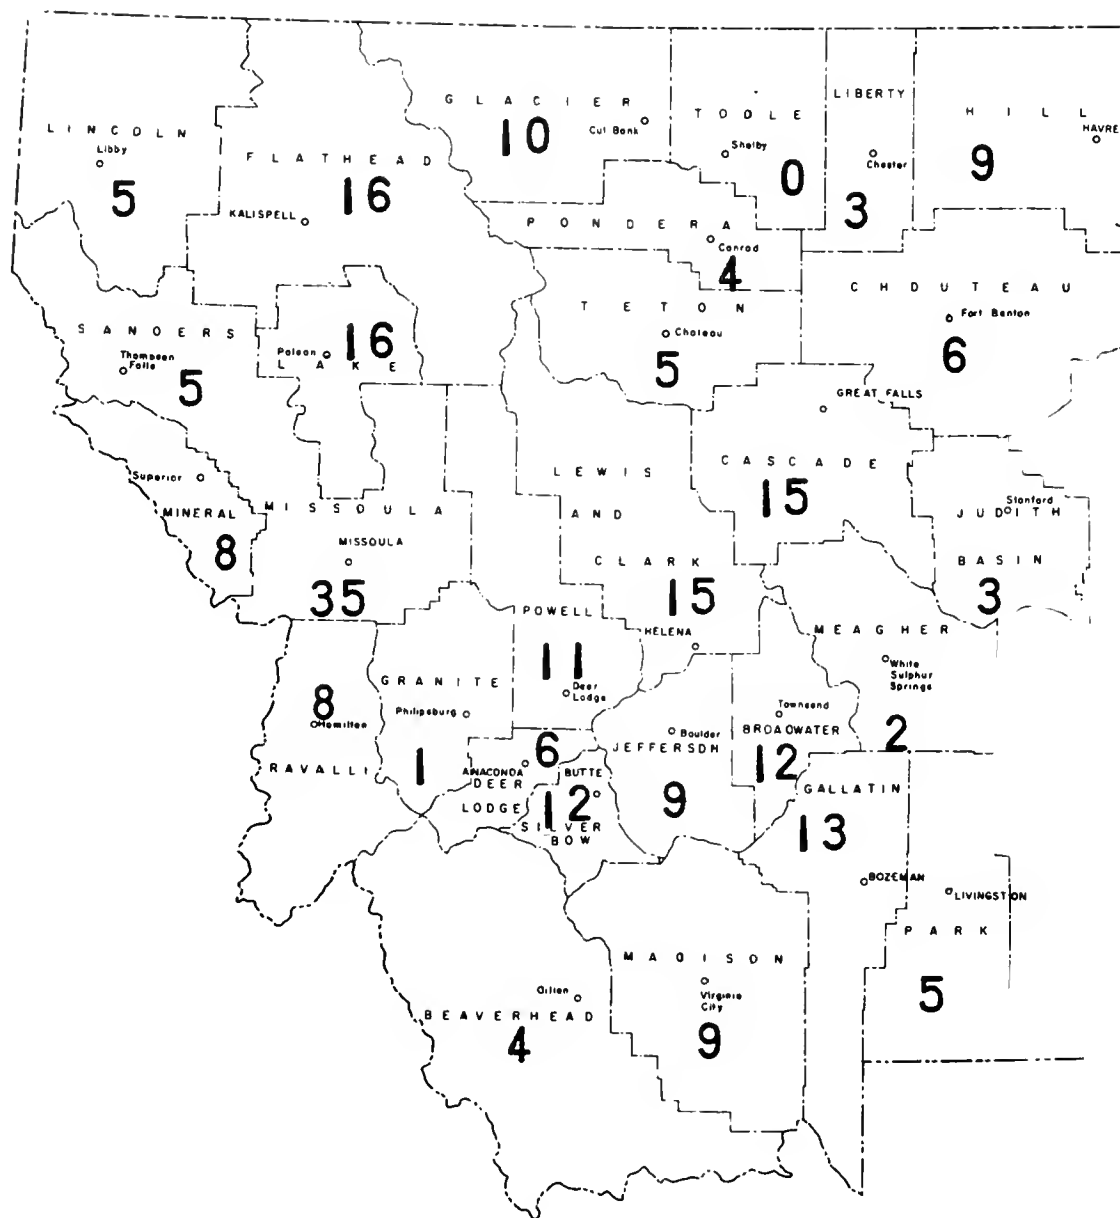 LINCOLN
Libby
5
FLATHEAD
16
KALISPELL
GLACIER
Cut Bank
10
TOOLE
Shelby
0
LIBERTY
Chester
3
HILL
HAVRE
9
PONDERA
Conrad
4
TETON
Choteau
5
CHOUTEAU
Fort Benton
6
SANDERS
Thompson
Falls
5
16
Polson
LAKE
GREAT FALLS
CASCADE
15
Superior
MINERAL
8
MISSOULA
MISSOULA
35
LEWIS
AND
CLARK
15
HELENA
Stanford
JUDITH
BASIN
3
POWELL
11
Deer
Lodge
MEAGHER
White
Sulphur
Springs
2
GRANITE
Philipsburg
1
8
Hamilton
RAVALLI
6
ANACONDA
DEER
LODGE
BUTTE
12
SILVER
BOW
Boulder
JEFFERSON
9
Townsend
BROADWATER
12
GALLATIN
13
BOZEMAN
LIVINGSTON
PARK
5
MADISON
Virginia
City
9
Dillon
BEAVERHEAD
4